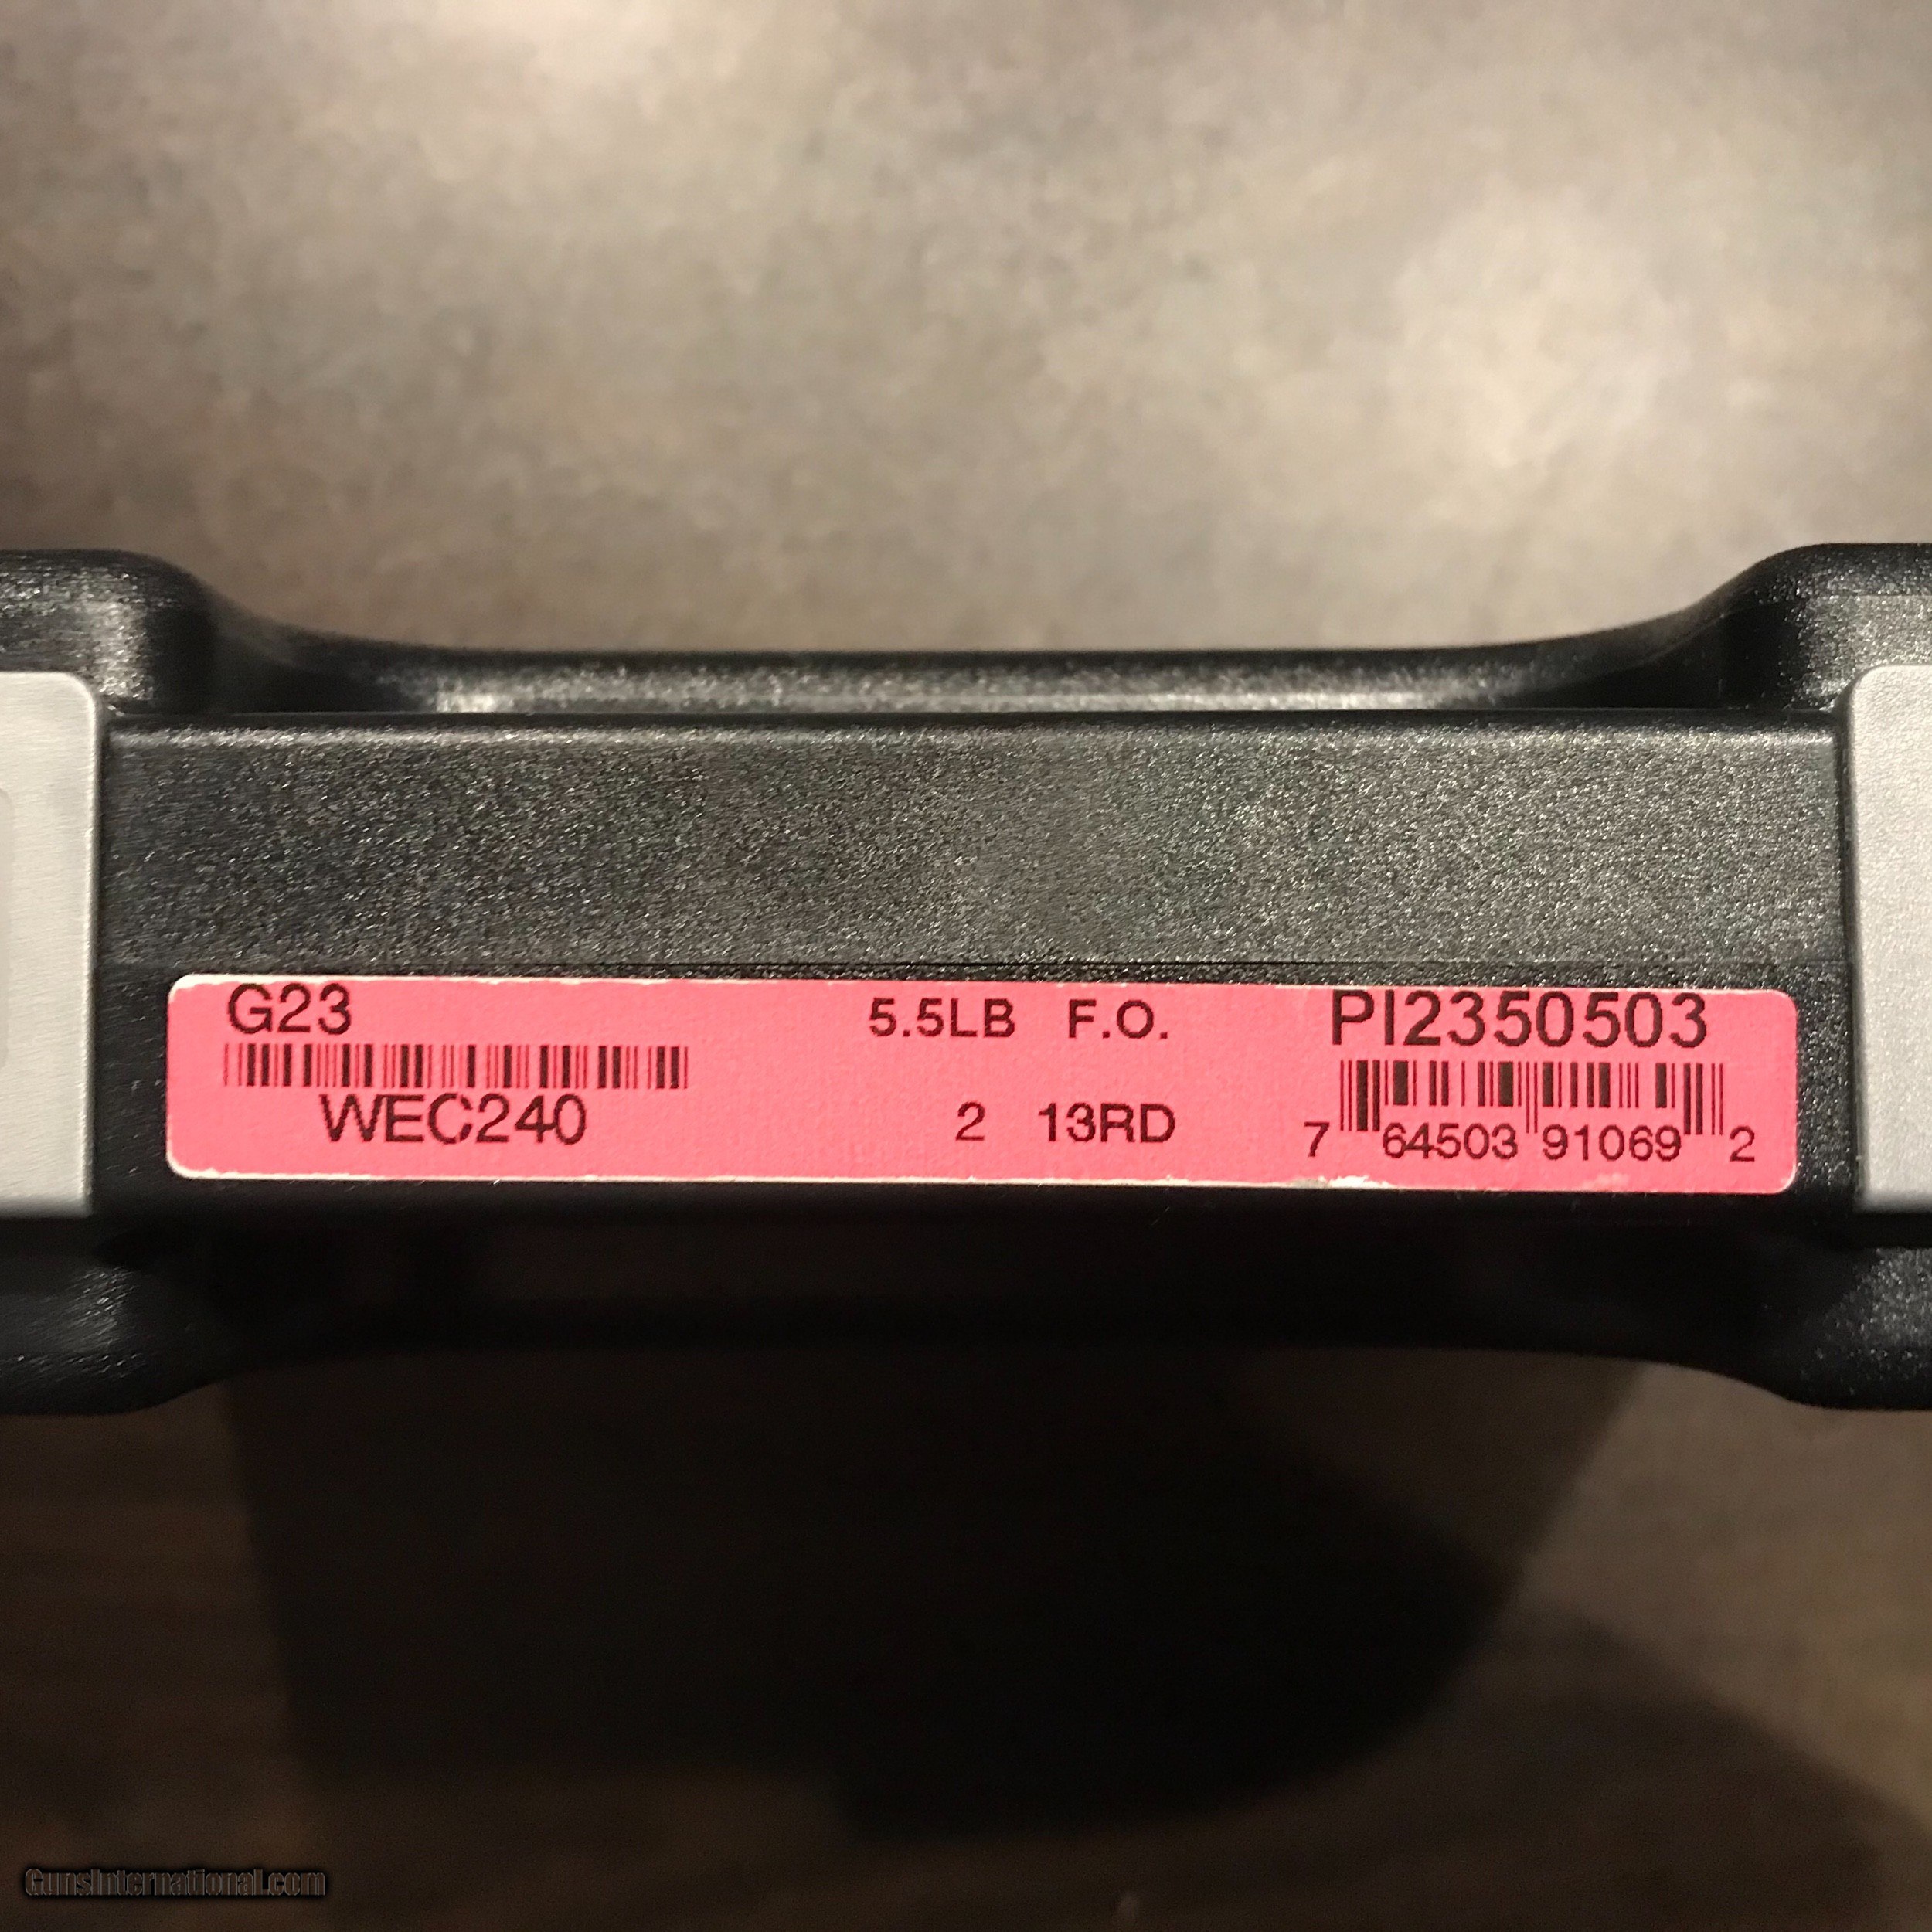 G23
WEC240
5.5LB F.O.
2 13RD
PI2350503
7 64503 91069 2
GunsInternational.com